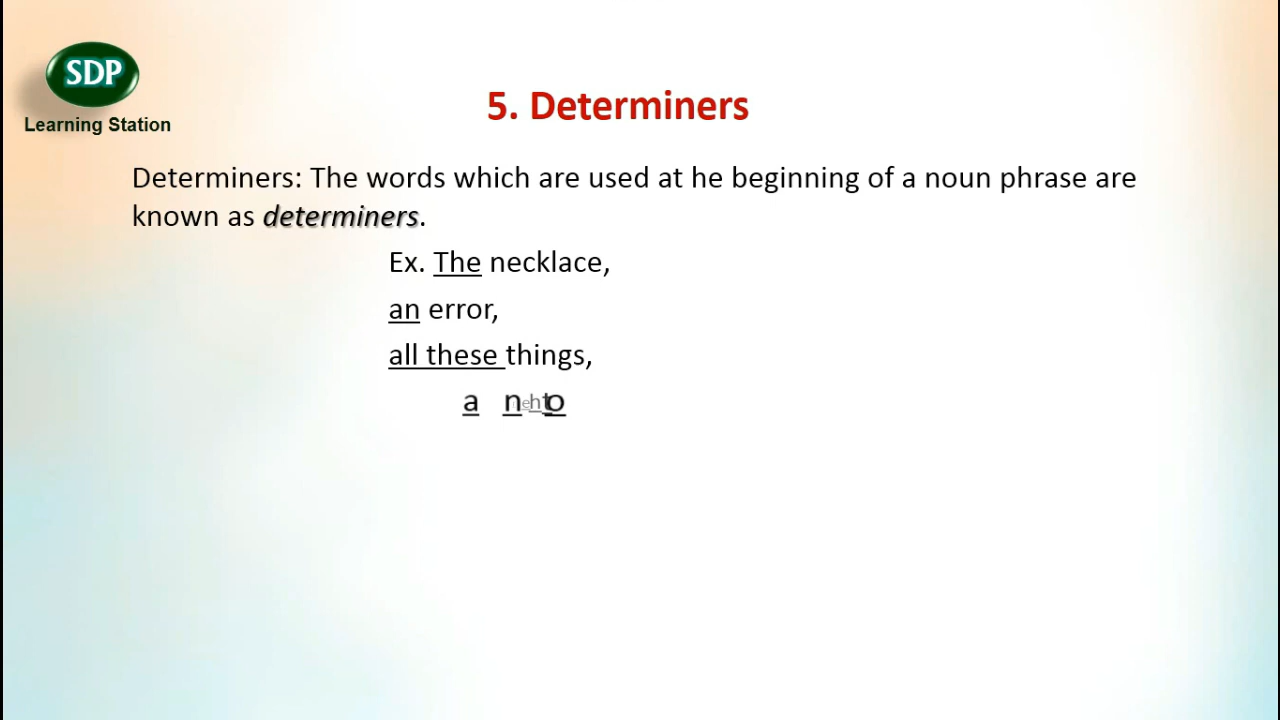 SDP
Learning Station
5. Determiners
Determiners: The words which are used at he beginning of a noun phrase are
known as determiners.
Ex. The necklace,
an error,
all these things,